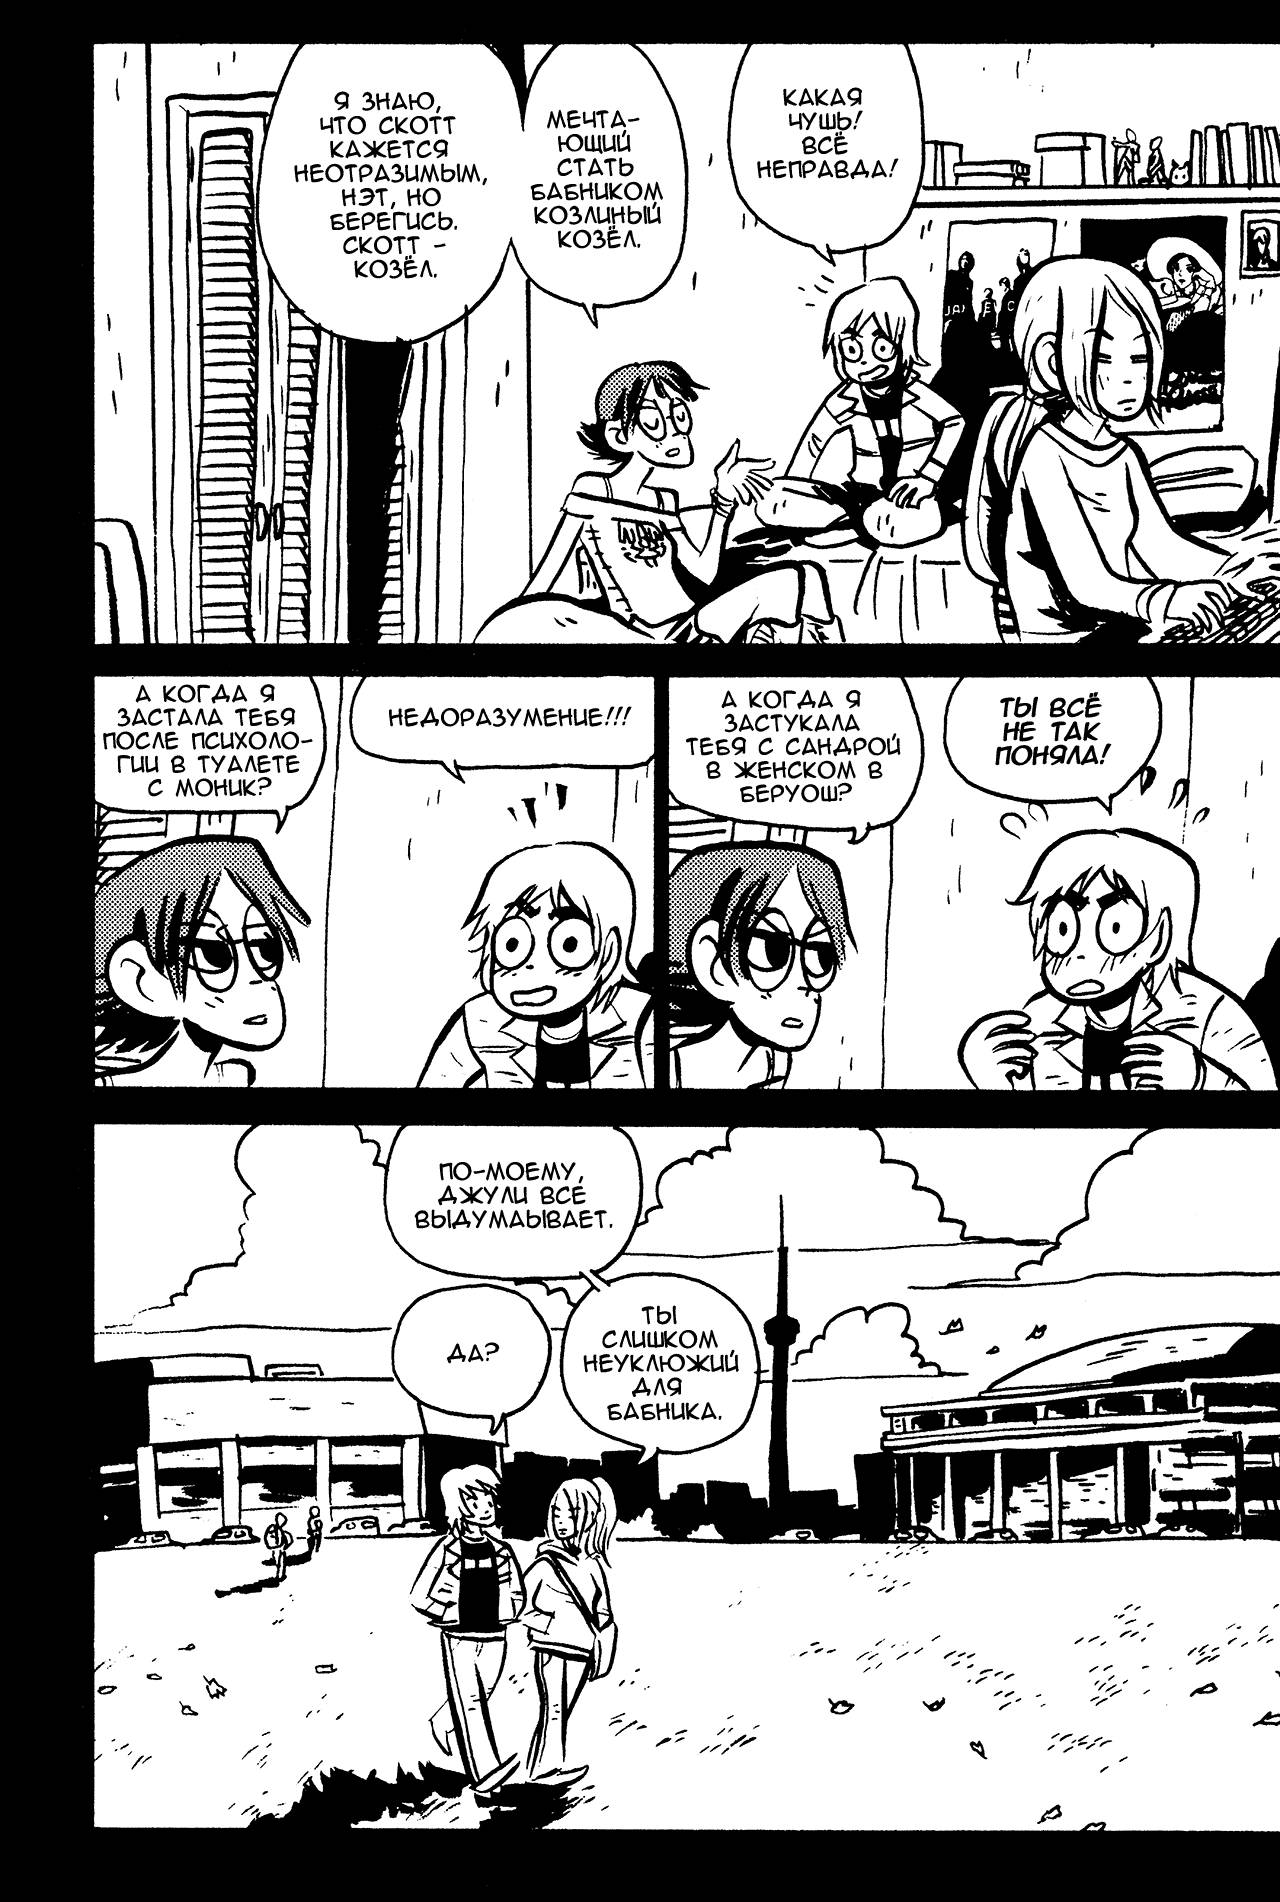 Я ЗНАЮ,
ЧТО СКОТТ
КАЖЕТСЯ
НЕОТРАЗИМЫМ,
НЭТ, НО
БЕРЕГИСЬ.
СКОТТ -
КОЗЁЛ.
МЕЧТА-
ЮЩИЙ
СТАТЬ
БАБНИКОМ
КОЗЛИНЫЙ
КОЗЁЛ.
КАКАЯ
ЧУШЬ!
ВСЁ
НЕПРАВДА!
А КОГДА Я
ЗАСТАЛА ТЕБЯ
ПОСЛЕ ПСИХОЛО-
ГИИ В ТУАЛЕТЕ
С МОНИК?
НЕДОРАЗУМЕНИЕ!!!
А КОГДА Я
ЗАСТУКАЛА
ТЕБЯ С САНДРОЙ
В ЖЕНСКОМ В
БЕРУОШ?
ТЫ ВСЁ
НЕ ТАК
ПОНЯЛА!
ПО-МОЕМУ,
ДЖУЛИ ВСЁ
ВЫДУМАЫВАЕТ.
ДА?
ТЫ
СЛИШКОМ
НЕУКЛЮЖИЙ
ДЛЯ
БАБНИКА.